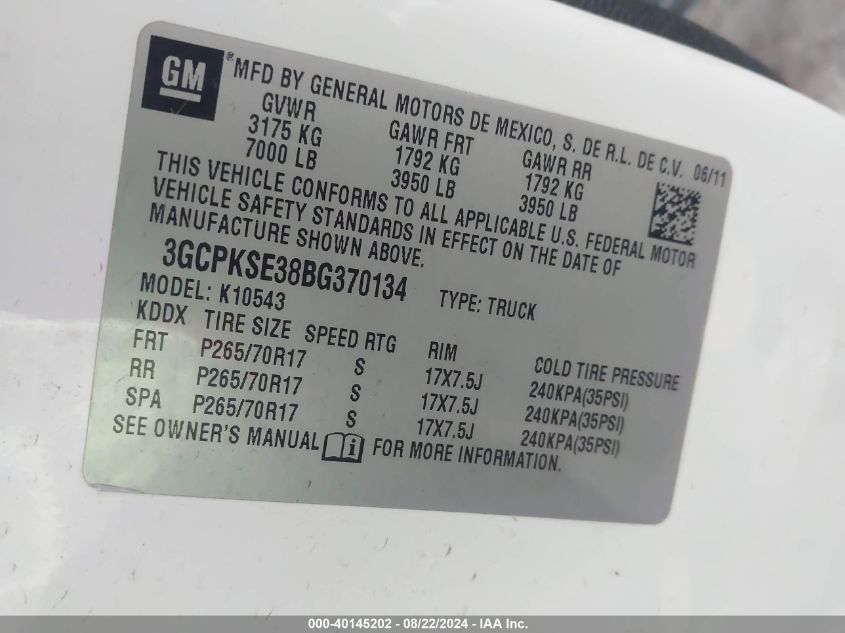 GM ® MFD BY GENERAL MOTORS DE MEXICO, S. DE R.L. DE C.V. 06/11
GVWR GAWR FRT GAWR RR
3175 KG 1792 KG 1792 KG
7000 LB 3950 LB 3950 LB
THIS VEHICLE CONFORMS TO ALL APPLICABLE U.S. FEDERAL MOTOR
VEHICLE SAFETY STANDARDS IN EFFECT ON THE DATE OF
MANUFACTURE SHOWN ABOVE.
3GCPKSE38BG370134 TYPE: TRUCK
MODEL: K10543
KDDX TIRE SIZE SPEED RTG RIM COLD TIRE PRESSURE
FRT P265/70R17 S 17X7.5J 240KPA(35PSI)
RR P265/70R17 S 17X7.5J 240KPA(35PSI)
SPA P265/70R17 S 17X7.5J 240KPA(35PSI)
SEE OWNER'S MANUAL i FOR MORE INFORMATION.
000-40145202 - 08/22/2024 - IAA Inc.